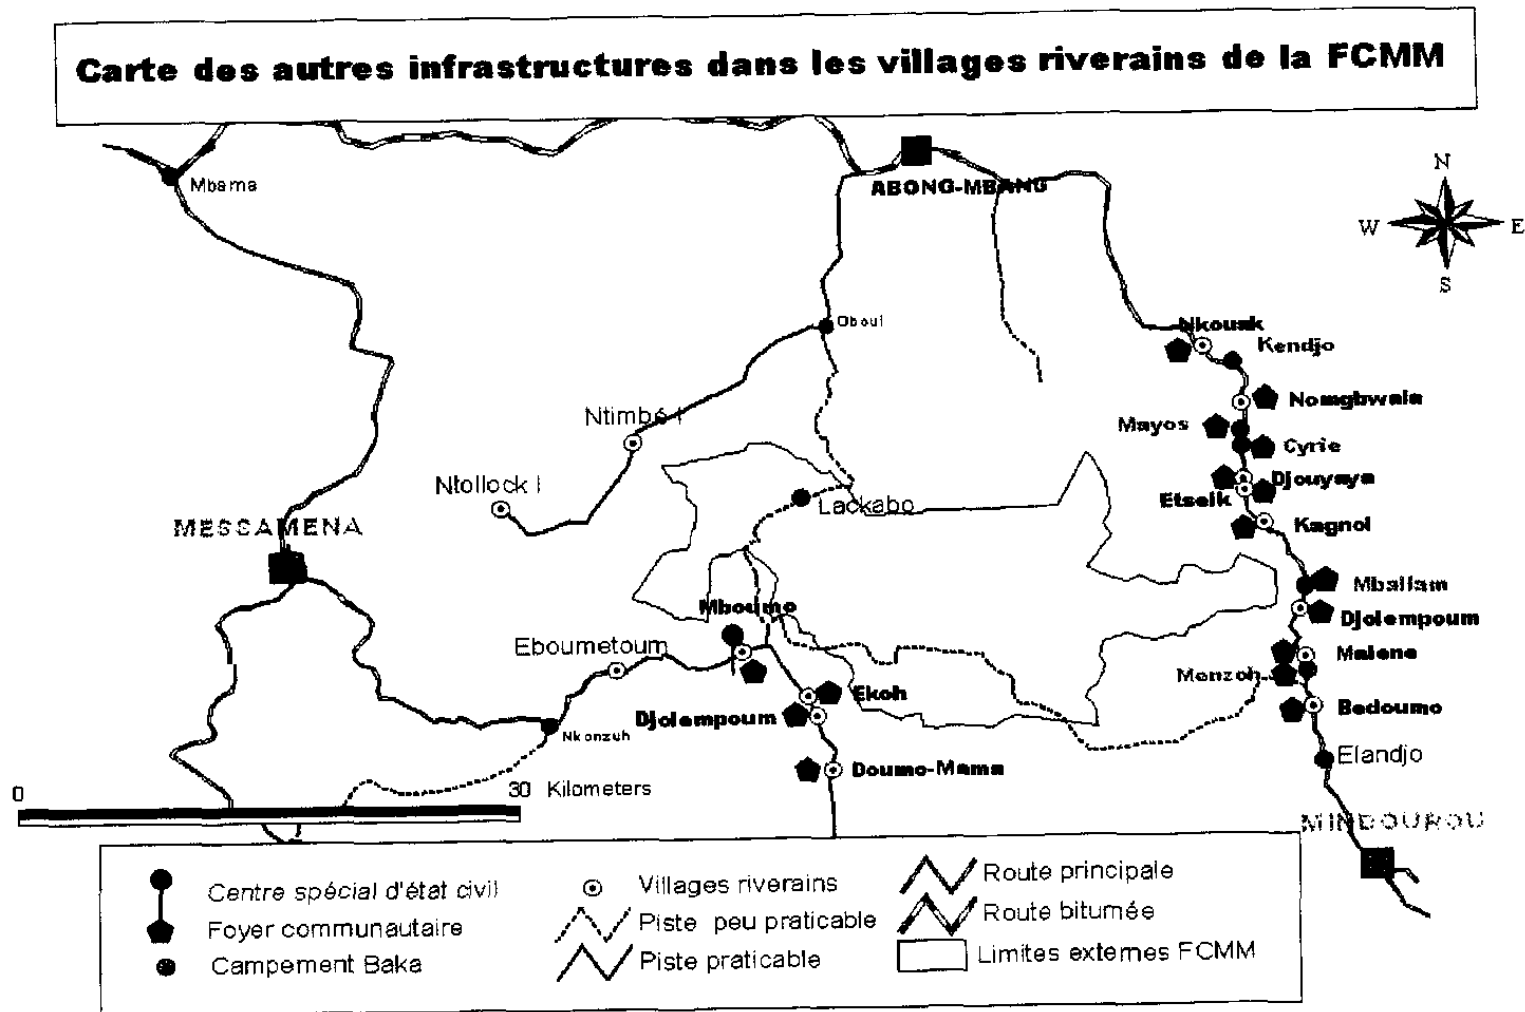 Carte des autres infrastructures dans les villages riverains de la FCMM
N
W E
S
Mbama
ABONG-MBANG
Oboul
Nkouak
Kendjo
Ntimbé I
Nomgbwala
Mayos
Cyrie
Ntollock I
Djouyaya
Etseik
Lackabo
Kagnol
MESSAMENA
Mballam
Mboumo
Djolempoum
Eboumetoum
Malene
Menzoh
Ekoh
Djolempoum
Bedoumo
Nkonzuh
Doumo-Mama
Elandjo
0 30 Kilometers
MINDOUROU
Centre spécial d'état civil
Foyer communautaire
Campement Baka
Villages riverains
Piste peu praticable
Piste praticable
Route principale
Route bitumée
Limites externes FCMM